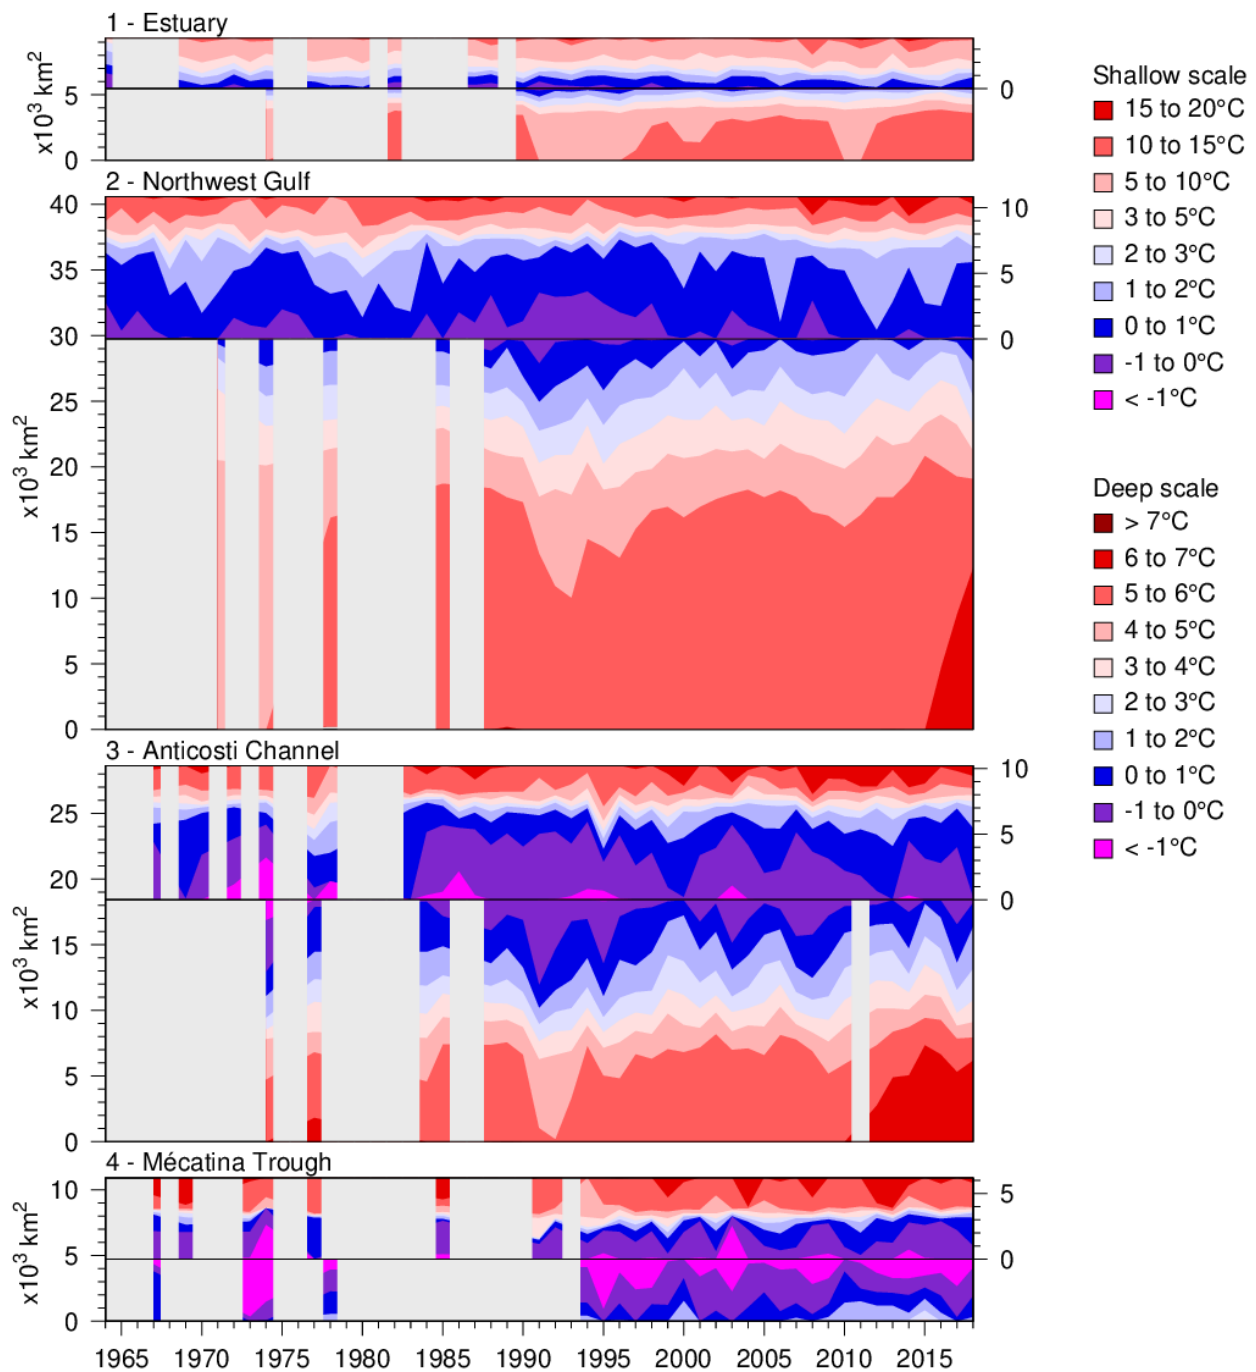 1 - Estuary
5
0
0
x10³ km²
2 - Northwest Gulf
40
35
30
25
20
15
10
5
0
10
5
0
x10³ km²
3 - Anticosti Channel
25
20
15
10
5
0
10
5
0
x10³ km²
4 - Mécatina Trough
10
5
0
5
0
x10³ km²
1965 1970 1975 1980 1985 1990 1995 2000 2005 2010 2015
Shallow scale
15 to 20°C
10 to 15°C
5 to 10°C
3 to 5°C
2 to 3°C
1 to 2°C
0 to 1°C
-1 to 0°C
< -1°C
Deep scale
> 7°C
6 to 7°C
5 to 6°C
4 to 5°C
3 to 4°C
2 to 3°C
1 to 2°C
0 to 1°C
-1 to 0°C
< -1°C